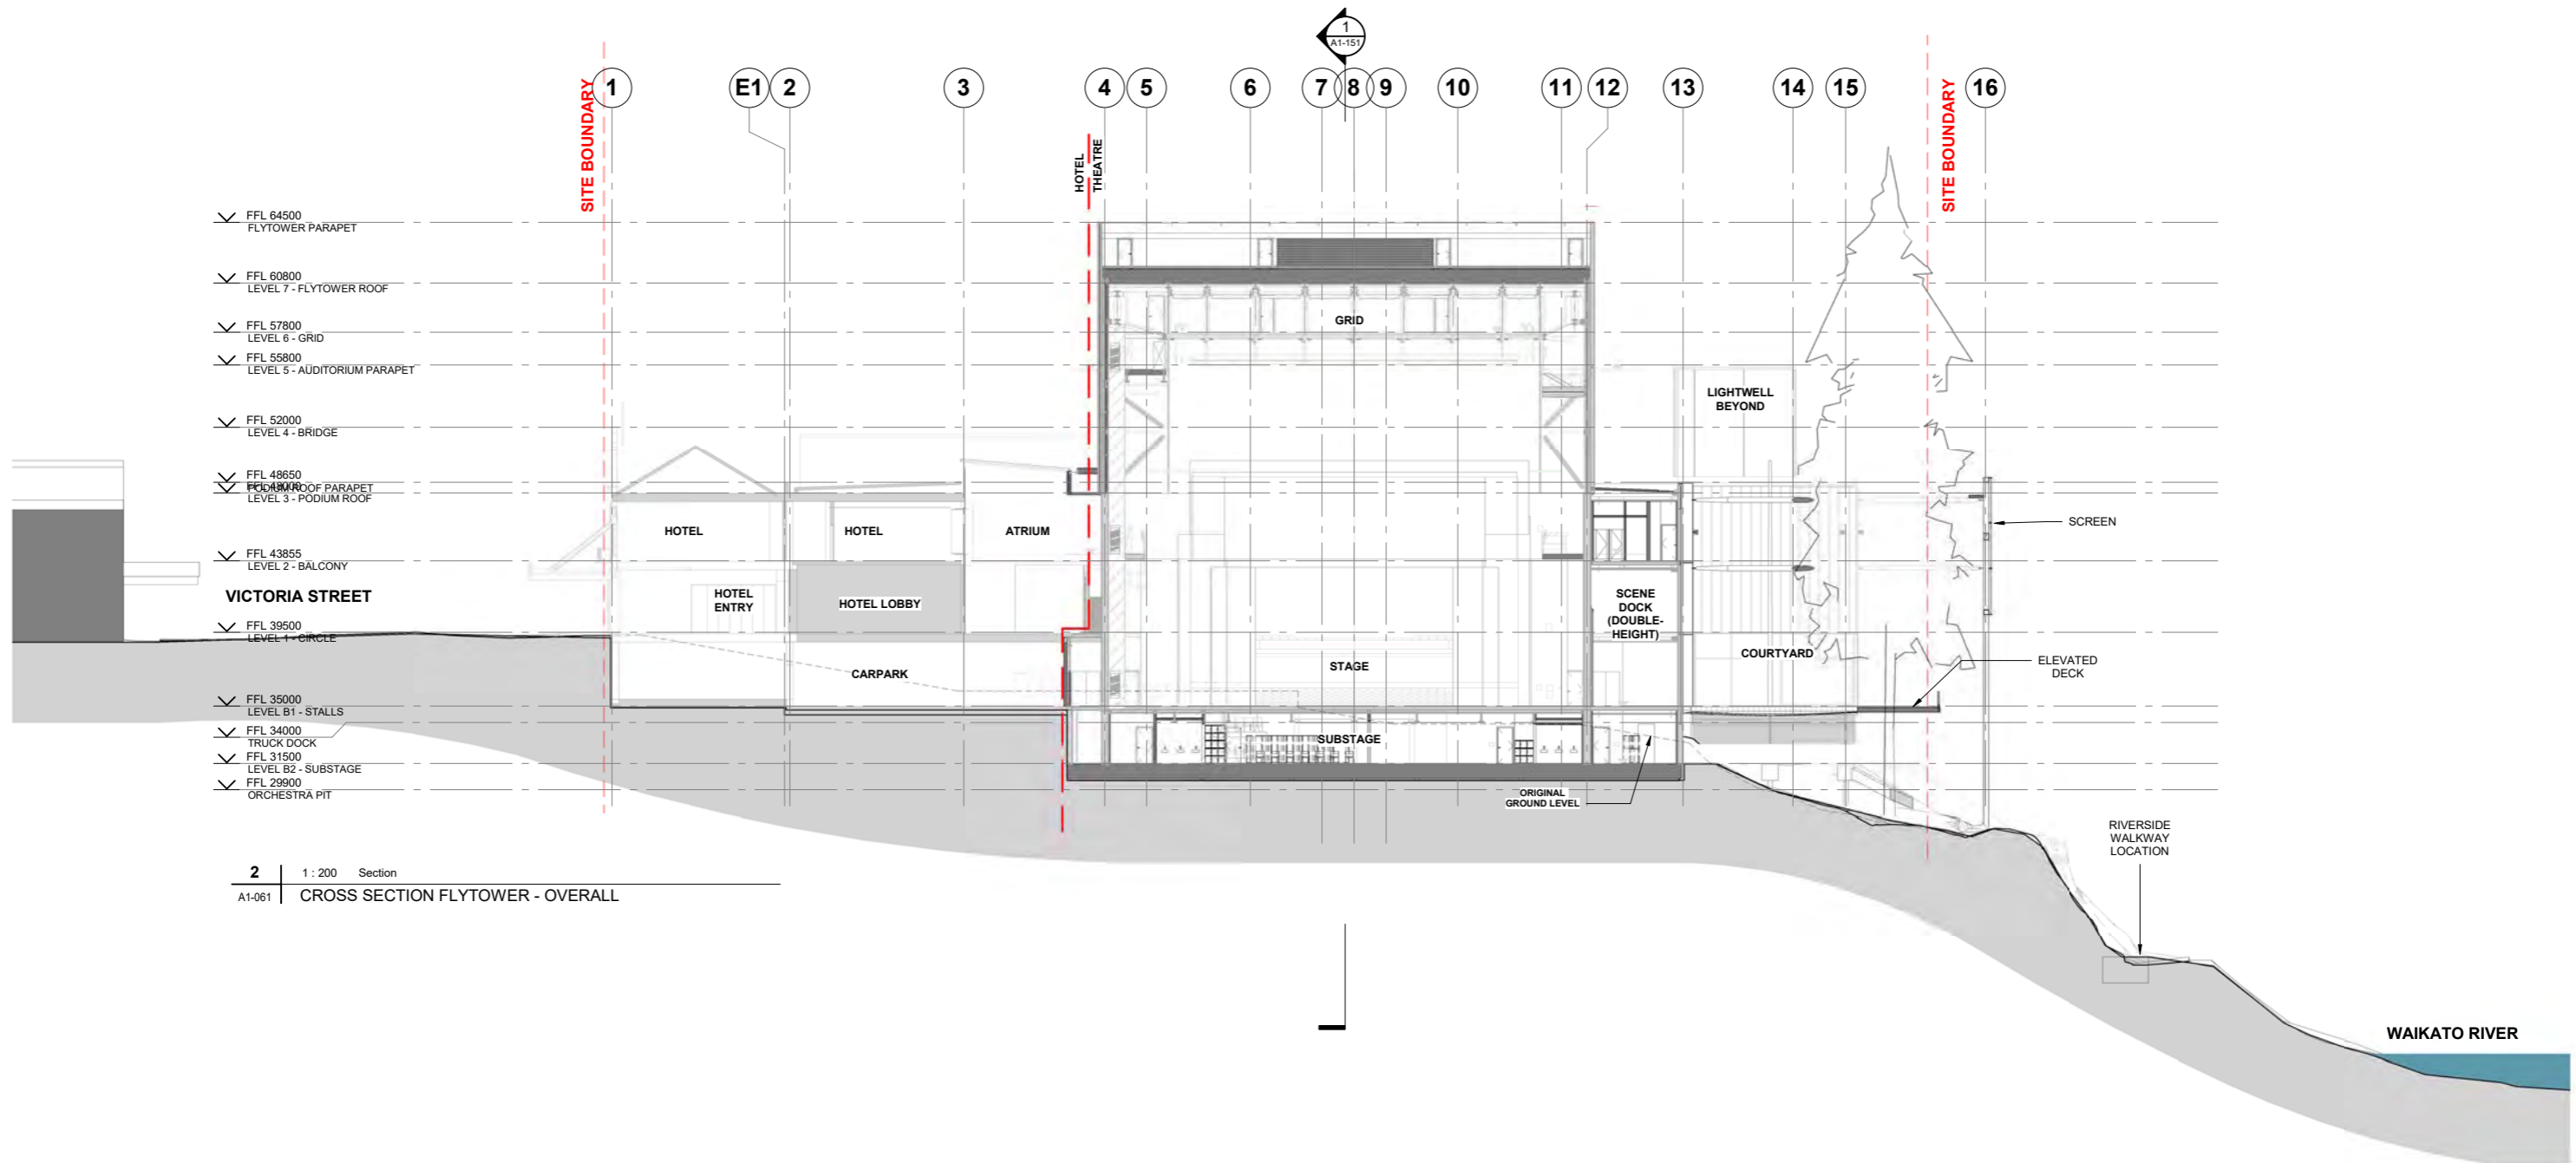 1
A1-151
1
E1
2
3
4
5
6
7
8
9
10
11
12
13
14
15
16
SITE BOUNDARY
HOTEL
THEATRE
SITE BOUNDARY
FFL 64500
FLYTOWER PARAPET
FFL 60800
LEVEL 7 - FLYTOWER ROOF
FFL 57800
LEVEL 6 - GRID
FFL 55800
LEVEL 5 - AUDITORIUM PARAPET
FFL 52000
LEVEL 4 - BRIDGE
FFL 48650
PODIUM ROOF PARAPET
LEVEL 3 - PODIUM ROOF
FFL 43855
LEVEL 2 - BALCONY
VICTORIA STREET
FFL 39500
LEVEL 1 - CIRCLE
FFL 35000
LEVEL B1 - STALLS
FFL 34000
TRUCK DOCK
FFL 31500
LEVEL B2 - SUBSTAGE
FFL 29900
ORCHESTRA PIT
GRID
LIGHTWELL
BEYOND
HOTEL
HOTEL
ATRIUM
SCREEN
HOTEL
ENTRY
HOTEL LOBBY
SCENE
DOCK
(DOUBLE-
HEIGHT)
CARPARK
STAGE
COURTYARD
ELEVATED
DECK
SUBSTAGE
ORIGINAL
GROUND LEVEL
RIVERSIDE
WALKWAY
LOCATION
2
1 : 200 Section
A1-061
CROSS SECTION FLYTOWER - OVERALL
WAIKATO RIVER